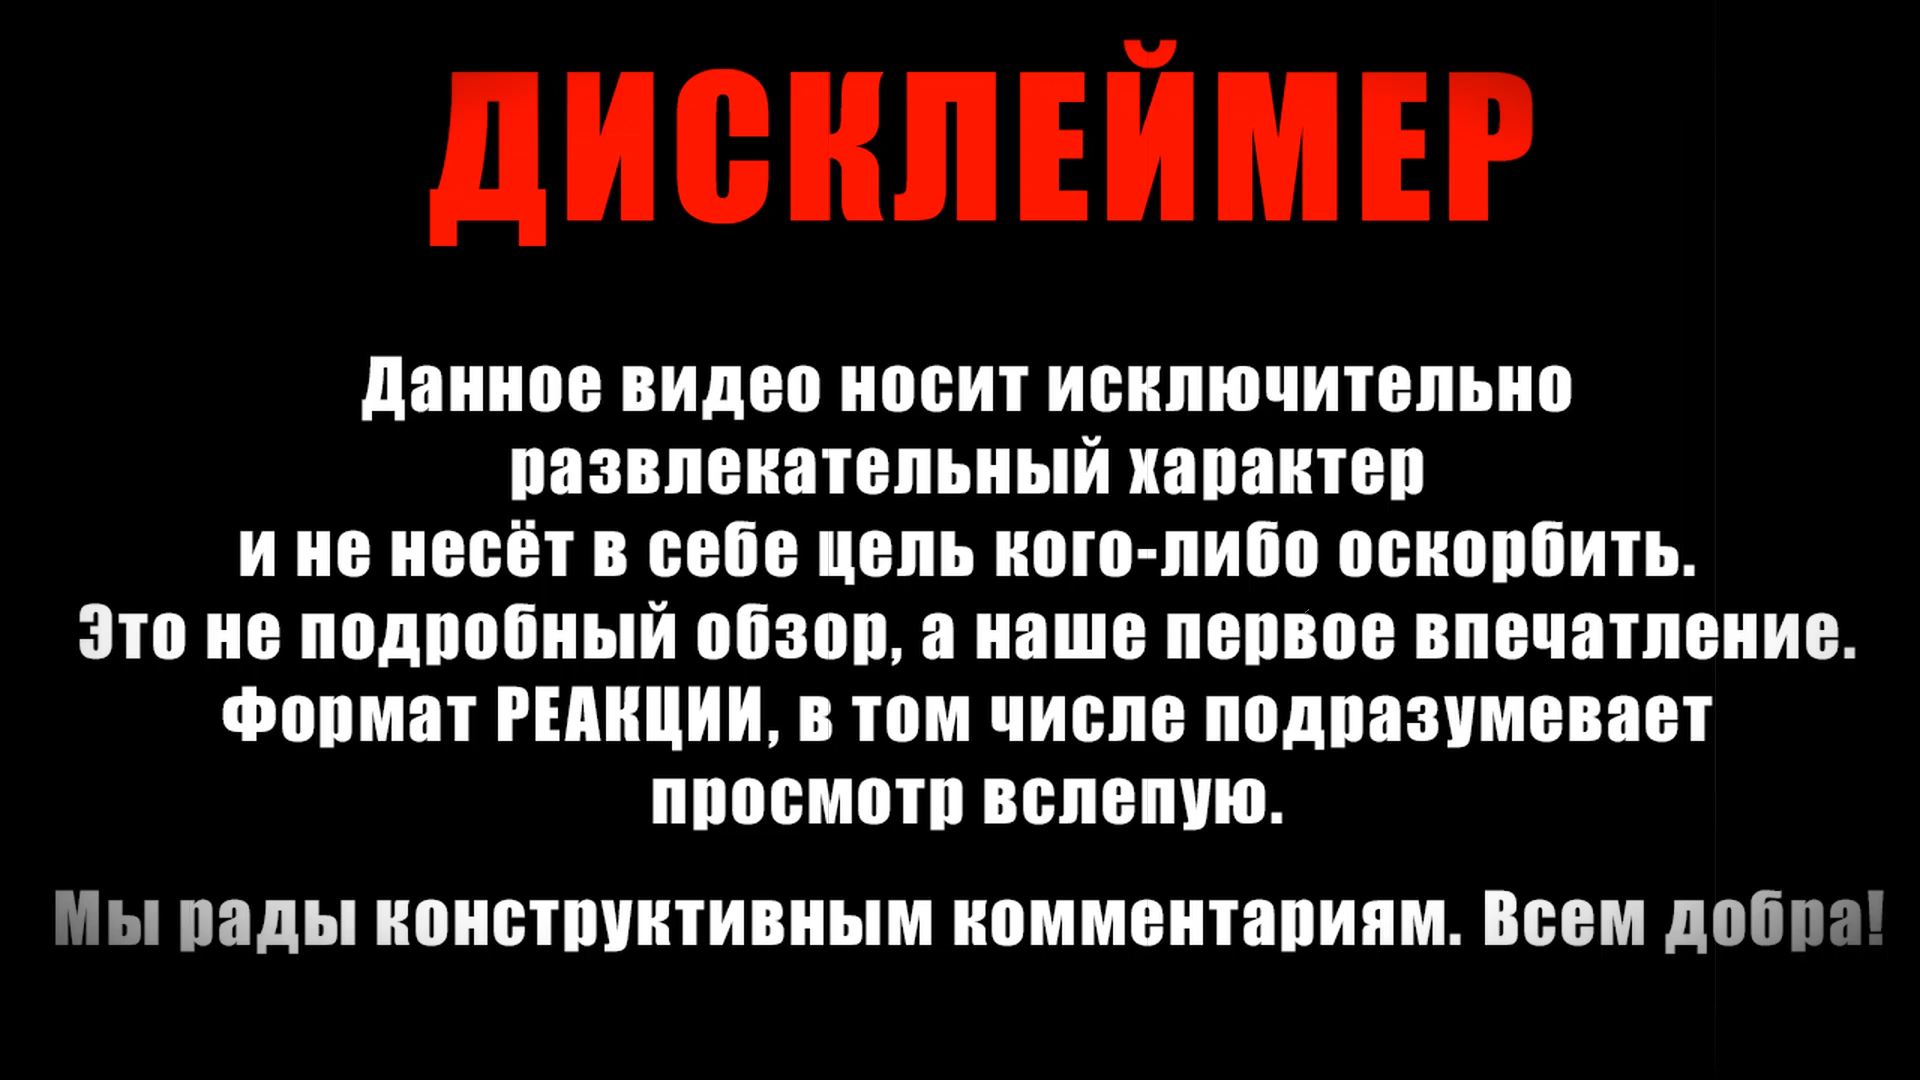 ДИСКЛЕЙМЕР
Данное видео носит исключительно
развлекательный характер
и не несёт в себе цель кого-либо оскорбить.
Это не подробный обзор, а наше первое впечатление.
Формат РЕАКЦИИ, в том числе подразумевает
просмотр вслепую.
Мы рады конструктивным комментариям. Всем добра!